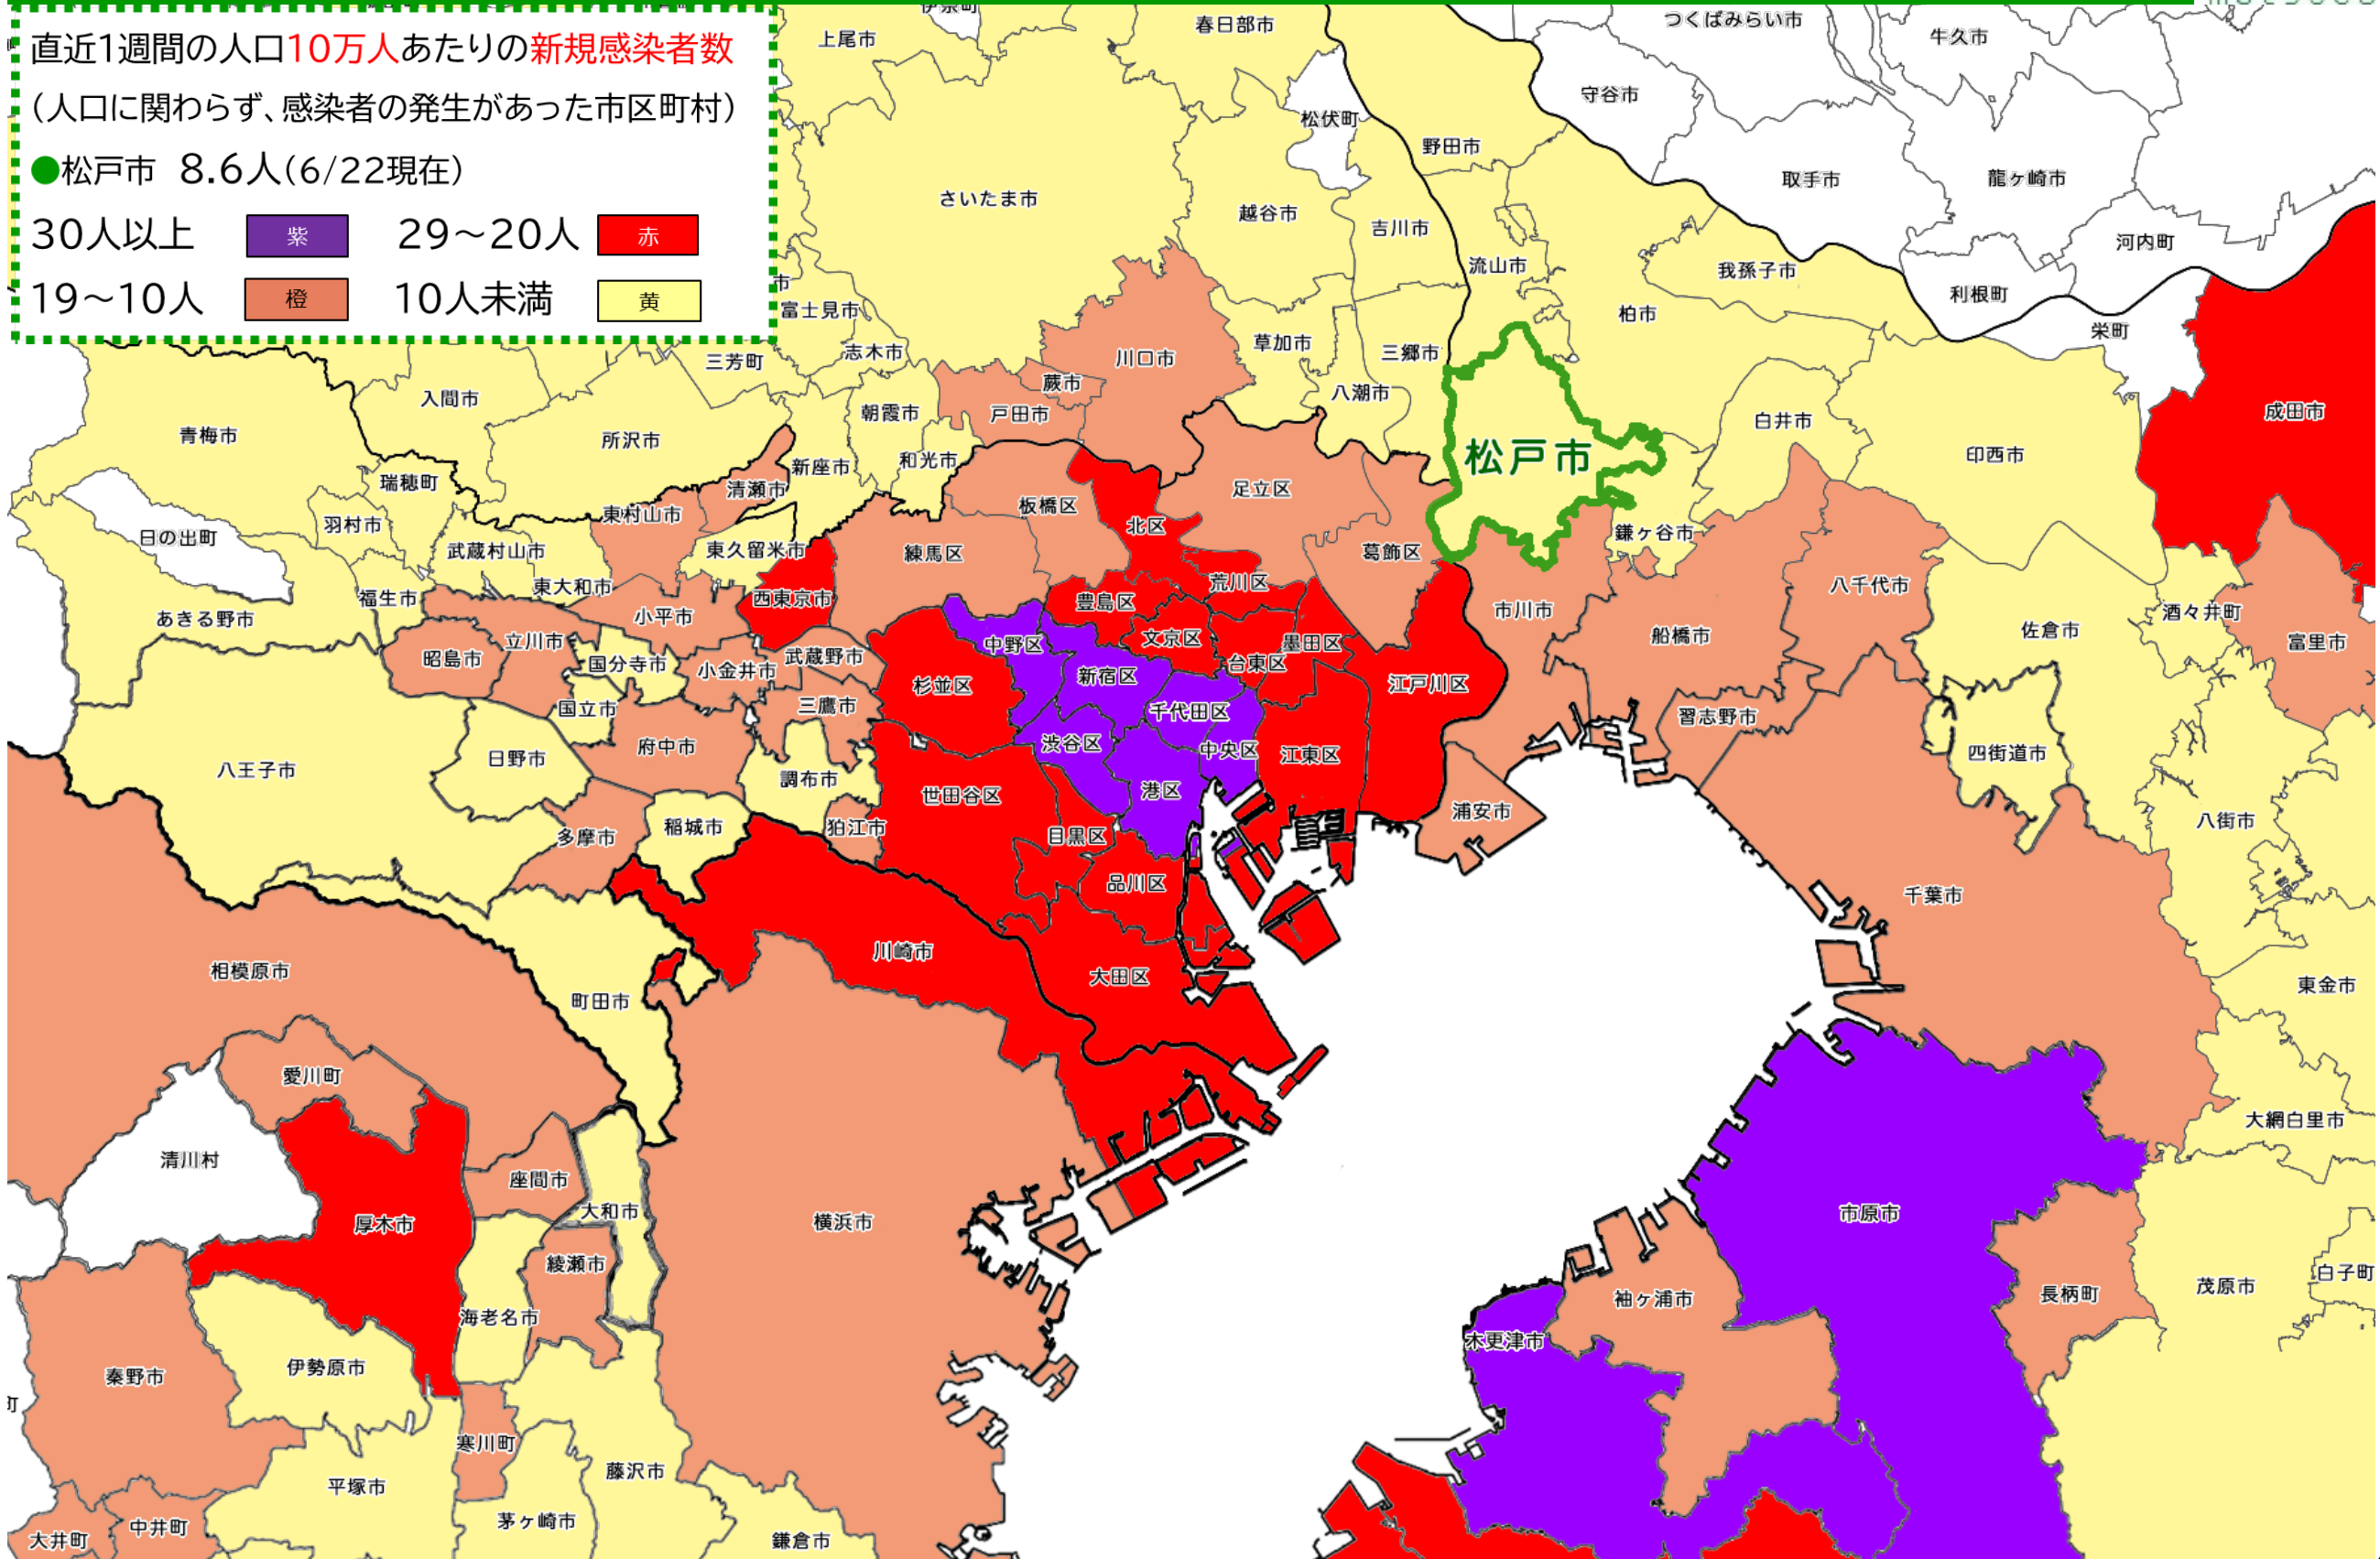 直近1週間の人口10万人あたりの新規感染者数
（人口に関わらず、感染者の発生があった市区町村）
●松戸市 8.6人(6/22現在)
30人以上 紫 29～20人 赤
19～10人 橙 10人未満 黄
上尾市
春日部市
つくばみらい市
牛久市
守谷市
松伏町
野田市
取手市
龍ヶ崎市
さいたま市
越谷市
吉川市
河内町
流山市
我孫子市
市
利根町
富士見市
柏市
栄町
草加市
三郷市
志木市
川口市
三芳町
蕨市
八潮市
入間市
朝霞市
戸田市
成田市
白井市
青梅市
所沢市
松戸市
印西市
和光市
新座市
瑞穂町
清瀬市
足立区
板橋区
東村山市
羽村市
北区
日の出町
鎌ヶ谷市
武蔵村山市
東久留米市
練馬区
葛飾区
荒川区
東大和市
八千代市
福生市
西東京市
豊島区
市川市
酒々井町
あきる野市
小平市
佐倉市
船橋市
文京区
立川市
中野区
墨田区
富里市
昭島市
国分寺市
武蔵野市
台東区
小金井市
新宿区
杉並区
江戸川区
国立市
三鷹市
千代田区
習志野市
府中市
渋谷区
中央区
江東区
四街道市
日野市
八王子市
調布市
港区
世田谷区
浦安市
八街市
多摩市
稲城市
狛江市
目黒区
品川区
千葉市
川崎市
相模原市
大田区
東金市
町田市
愛川町
大網白里市
清川村
座間市
大和市
厚木市
横浜市
市原市
綾瀬市
白子町
茂原市
長柄町
袖ヶ浦市
海老名市
木更津市
伊勢原市
秦野市
町
寒川町
藤沢市
平塚市
茅ヶ崎市
中井町
大井町
鎌倉市